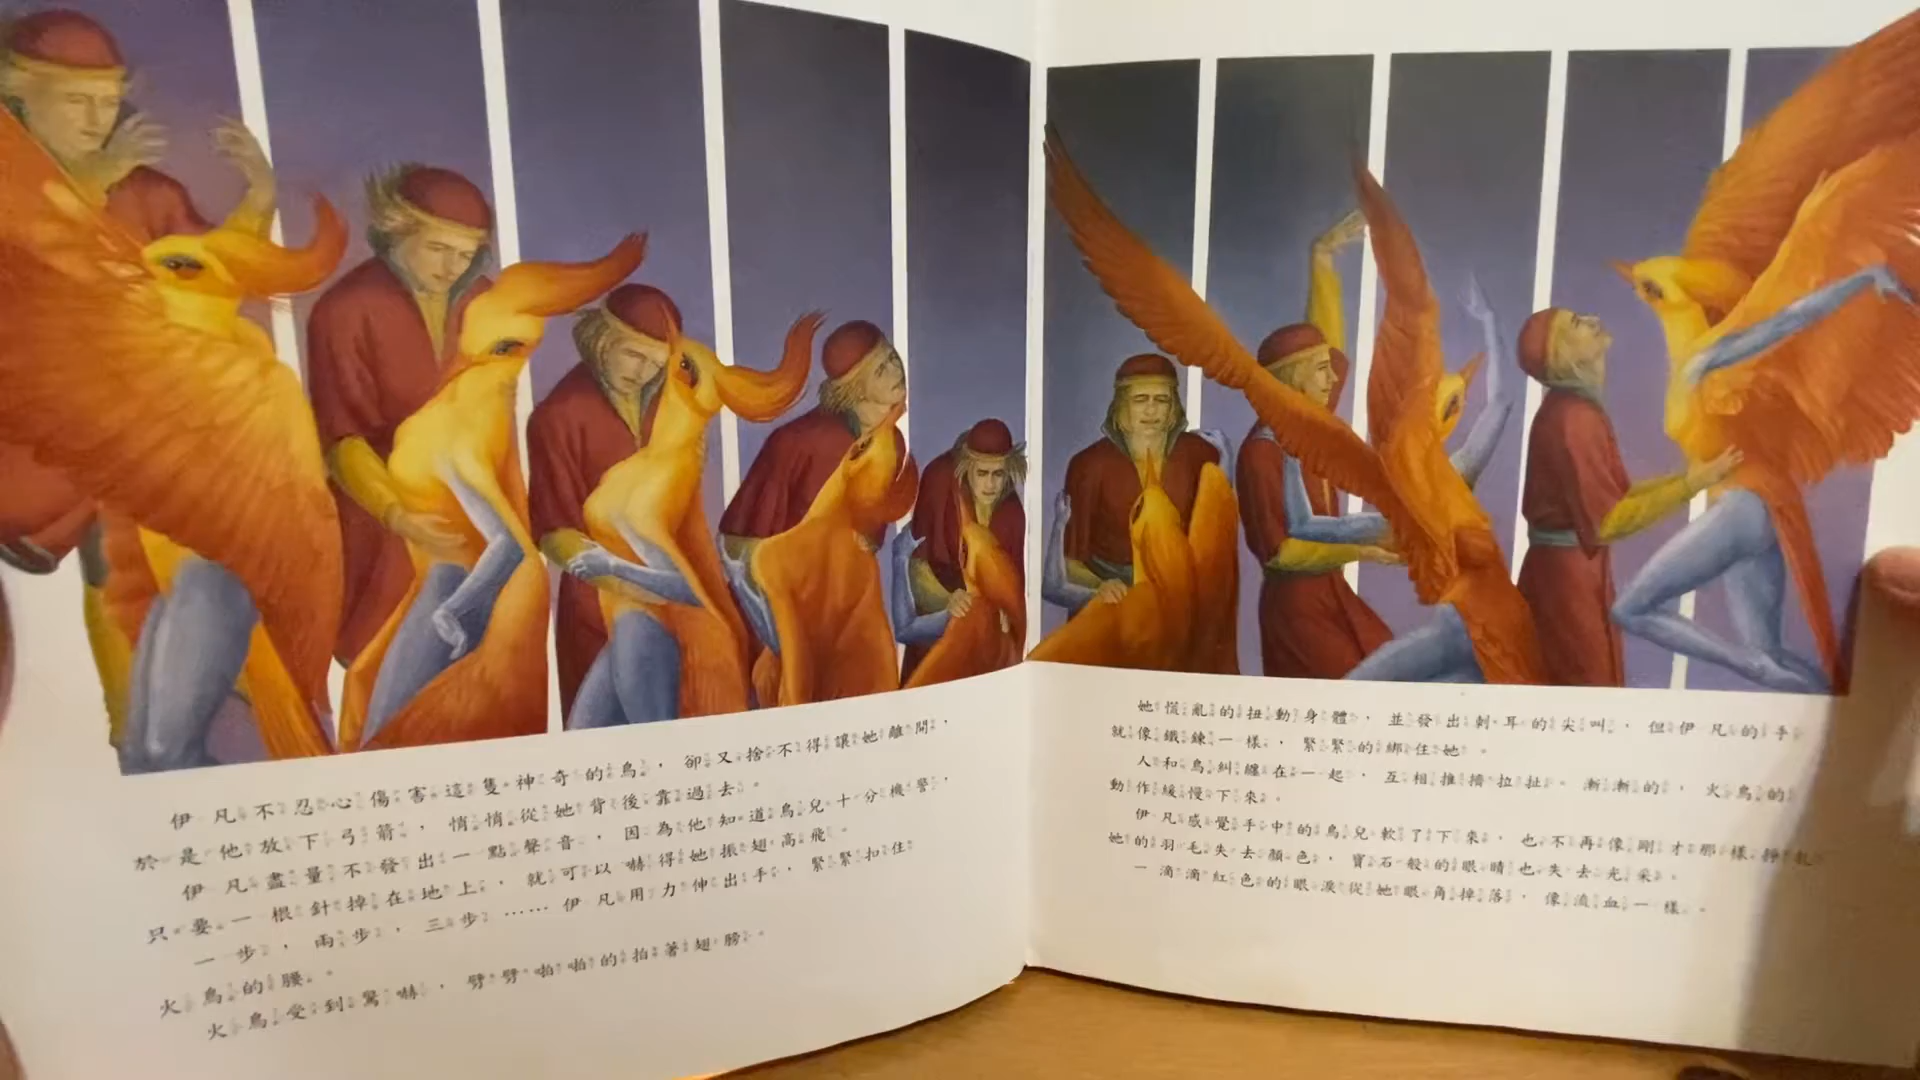 伊凡不忍心傷害這隻神奇的鳥，卻又捨不得讓她離開，
於是他放下弓箭，悄悄從她背後靠過去。
伊凡盡量不發出一點聲音，因為他知道鳥兒十分機警，
只要一根針掉在地上，就可以嚇得她振翅高飛。
一步，兩步，三步……伊凡用力伸出手，緊緊扣住
火鳥的腰。
火鳥受到驚嚇，劈劈啪啪的拍著翅膀。
她慌亂的扭動身體，並發出刺耳的尖叫，但伊凡的手
就像鐵鍊一樣，緊緊的綁住她。
人和鳥糾纏在一起，互相推擠拉扯。漸漸的，火鳥的
動作緩慢下來。
伊凡感覺手中的鳥兒軟了下來，也不再像剛才那樣掙扎，
她的羽毛失去顏色，寶石般的眼睛也失去光采。
一滴滴紅色的眼淚從她眼角掉落，像流血一樣。